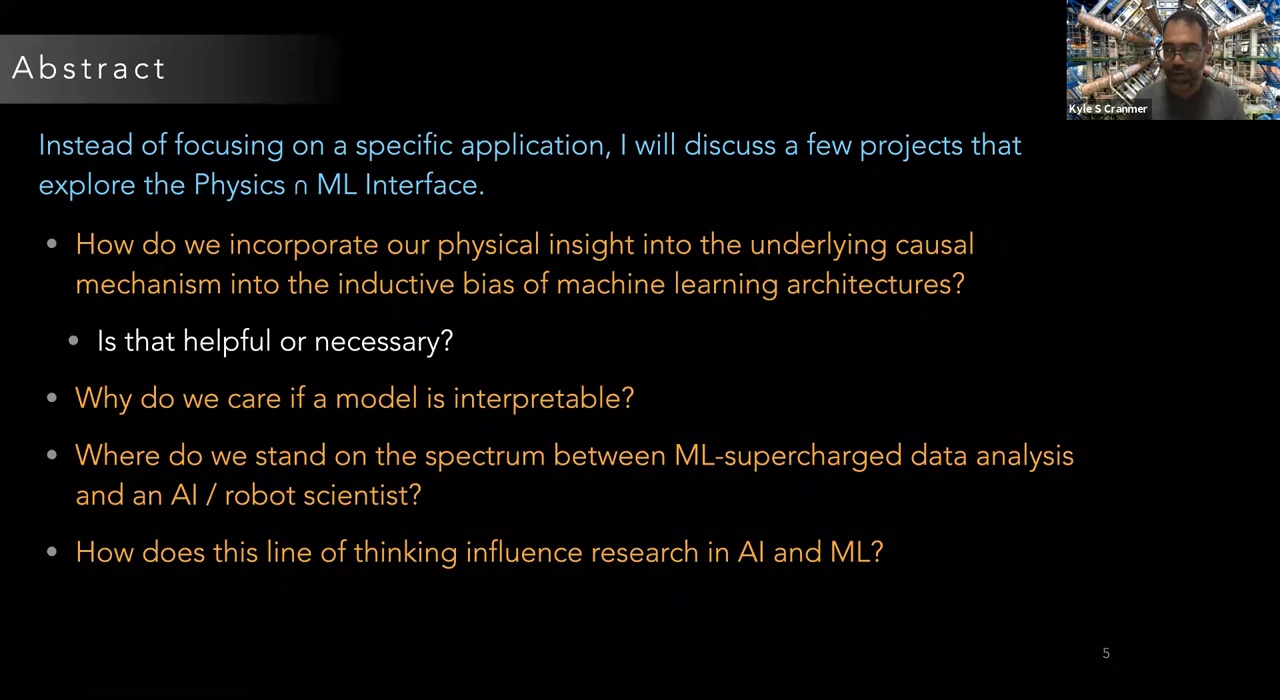 Abstract
Kyle S Cranmer
Instead of focusing on a specific application, I will discuss a few projects that
explore the Physics ∩ ML Interface.
• How do we incorporate our physical insight into the underlying causal
mechanism into the inductive bias of machine learning architectures?
• Is that helpful or necessary?
• Why do we care if a model is interpretable?
• Where do we stand on the spectrum between ML-supercharged data analysis
and an AI / robot scientist?
• How does this line of thinking influence research in AI and ML?
5